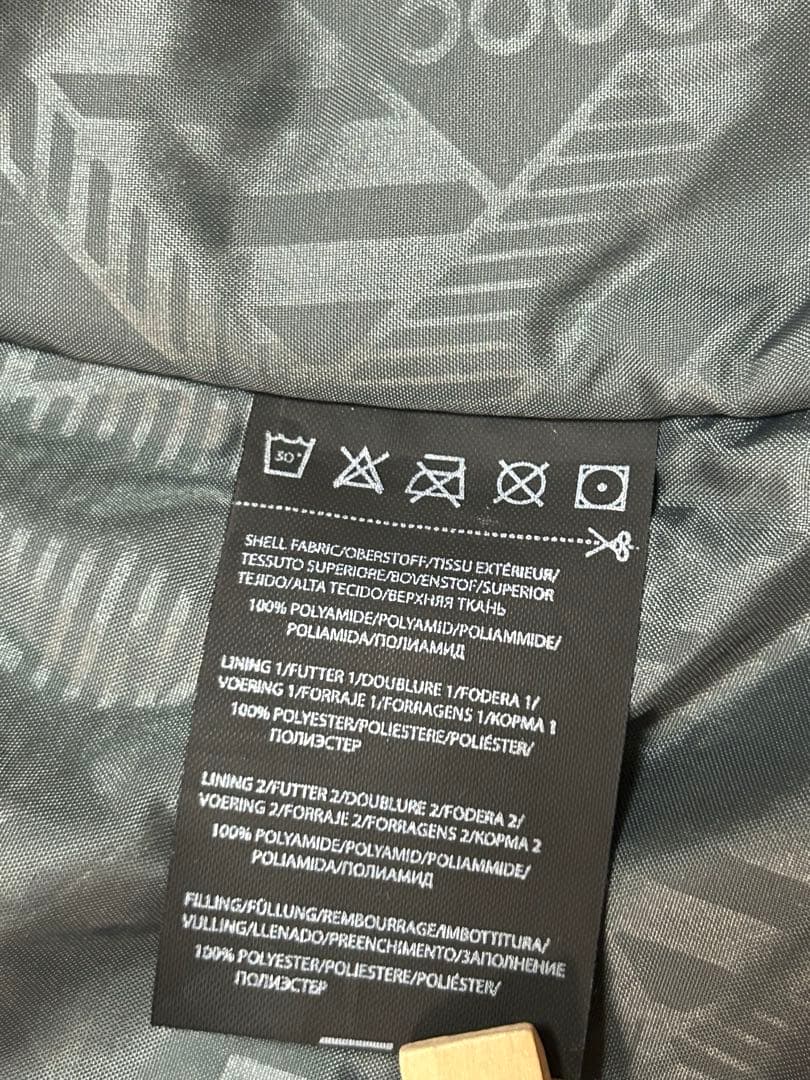 30°
SHELL FABRIC/OBERSTOFF/TISSU EXTÉRIEUR/
TESSUTO SUPERIORE/BOVENSTOF/SUPERIOR
TEJIDO/ALTA TECIDO/ВЕРХНЯЯ ТКАНЬ
100% POLYAMIDE/POLYAMID/POLIAMMIDE/
POLIAMIDA/ПОЛИАМИД
LINING 1/FUTTER 1/DOUBLURE 1/FODERA 1/
VOERING 1/FORRAJE 1/FORRAGENS 1/КОРМА 1
100% POLYESTER/POLIESTERE/POLIÉSTER/
ПОЛИЭСТЕР
LINING 2/FUTTER 2/DOUBLURE 2/FODERA 2/
VOERING 2/FORRAJE 2/FORRAGENS 2/КОРМА 2
100% POLYAMIDE/POLYAMID/POLIAMMIDE/
POLIAMIDA/ПОЛИАМИД
FILLING/FÜLLUNG/REMBOURRAGE/IMBOTTITURA/
VULLING/LLENADO/PREENCHIMENTO/ЗАПОЛНЕНИЕ
100% POLYESTER/POLIESTERE/POLIÉSTER/
ПОЛИЭСТЕР